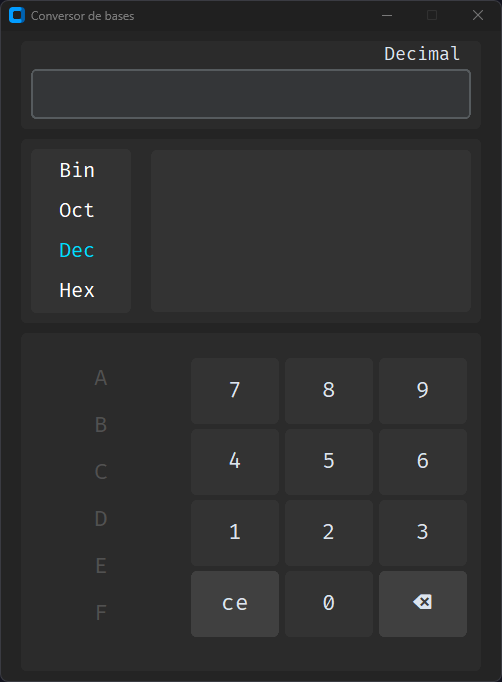 Conversor de bases
Decimal
Bin
Oct
Dec
Hex
A
B
C
D
E
F
7 8 9
4 5 6
1 2 3
ce 0